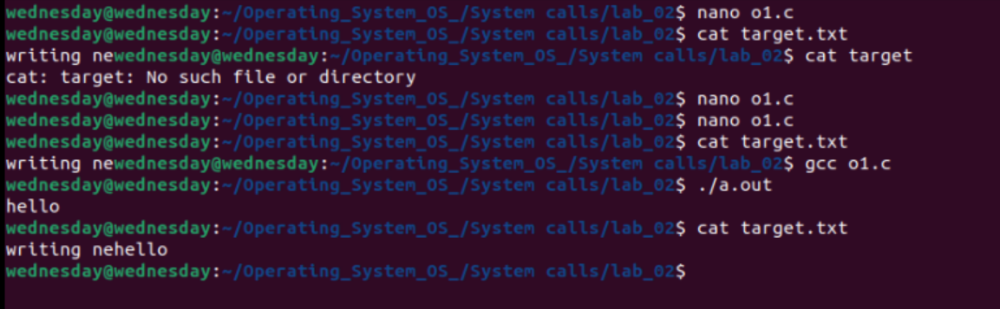 wednesday@wednesday:~/Operating_System_OS_/System calls/lab_02$ nano o1.c
wednesday@wednesday:~/Operating_System_OS_/System calls/lab_02$ cat target.txt
writing newednesday@wednesday:~/Operating_System_OS_/System calls/lab_02$ cat target
cat: target: No such file or directory
wednesday@wednesday:~/Operating_System_OS_/System calls/lab_02$ nano o1.c
wednesday@wednesday:~/Operating_System_OS_/System calls/lab_02$ nano o1.c
wednesday@wednesday:~/Operating_System_OS_/System calls/lab_02$ cat target.txt
writing newednesday@wednesday:~/Operating_System_OS_/System calls/lab_02$ gcc o1.c
wednesday@wednesday:~/Operating_System_OS_/System calls/lab_02$ ./a.out
hello
wednesday@wednesday:~/Operating_System_OS_/System calls/lab_02$ cat target.txt
writing nehello
wednesday@wednesday:~/Operating_System_OS_/System calls/lab_02$